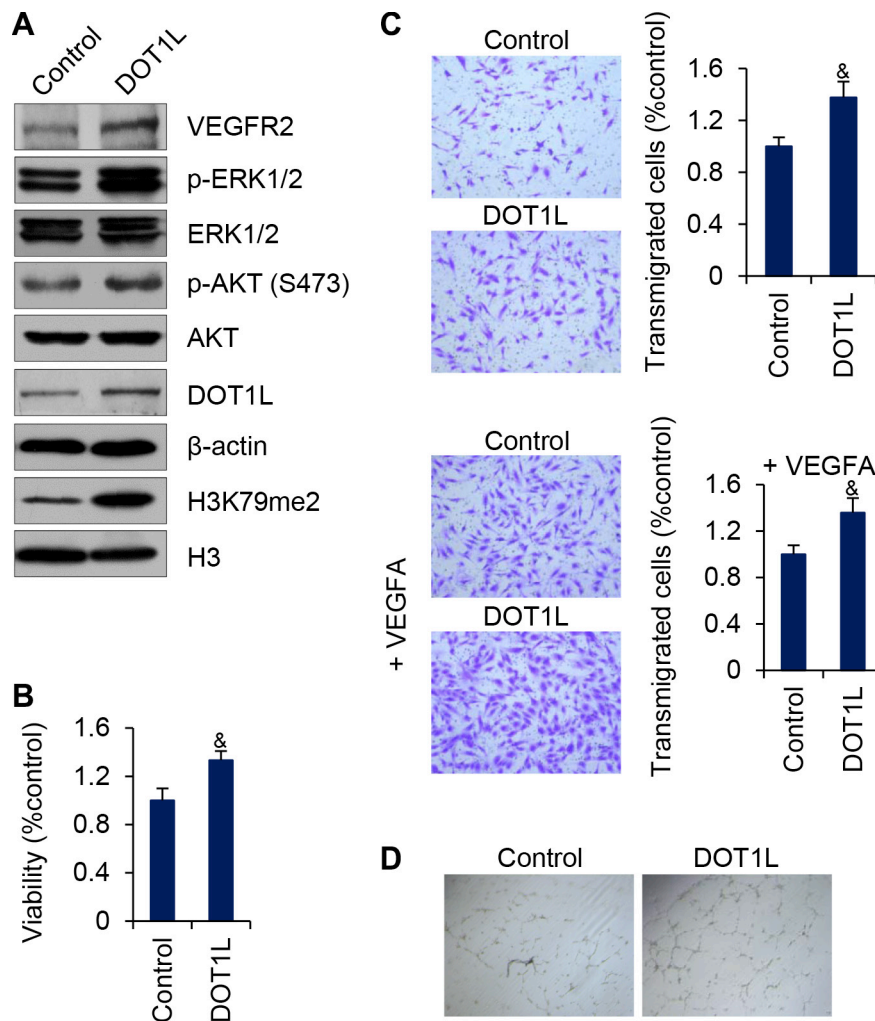 A
Control
DOT1L
VEGFR2
p-ERK1/2
ERK1/2
p-AKT (S473)
AKT
DOT1L
β-actin
H3K79me2
H3
B
Viability (%control)
1.6
1.2
0.8
0.4
0
&
Control
DOT1L
C
Control
DOT1L
Transmigrated cells (%control)
1.6
1.2
0.8
0.4
0
&
Control
DOT1L
+ VEGFA
Control
DOT1L
+ VEGFA
Transmigrated cells (%control)
1.6
1.2
0.8
0.4
0
&
Control
DOT1L
D
Control
DOT1L